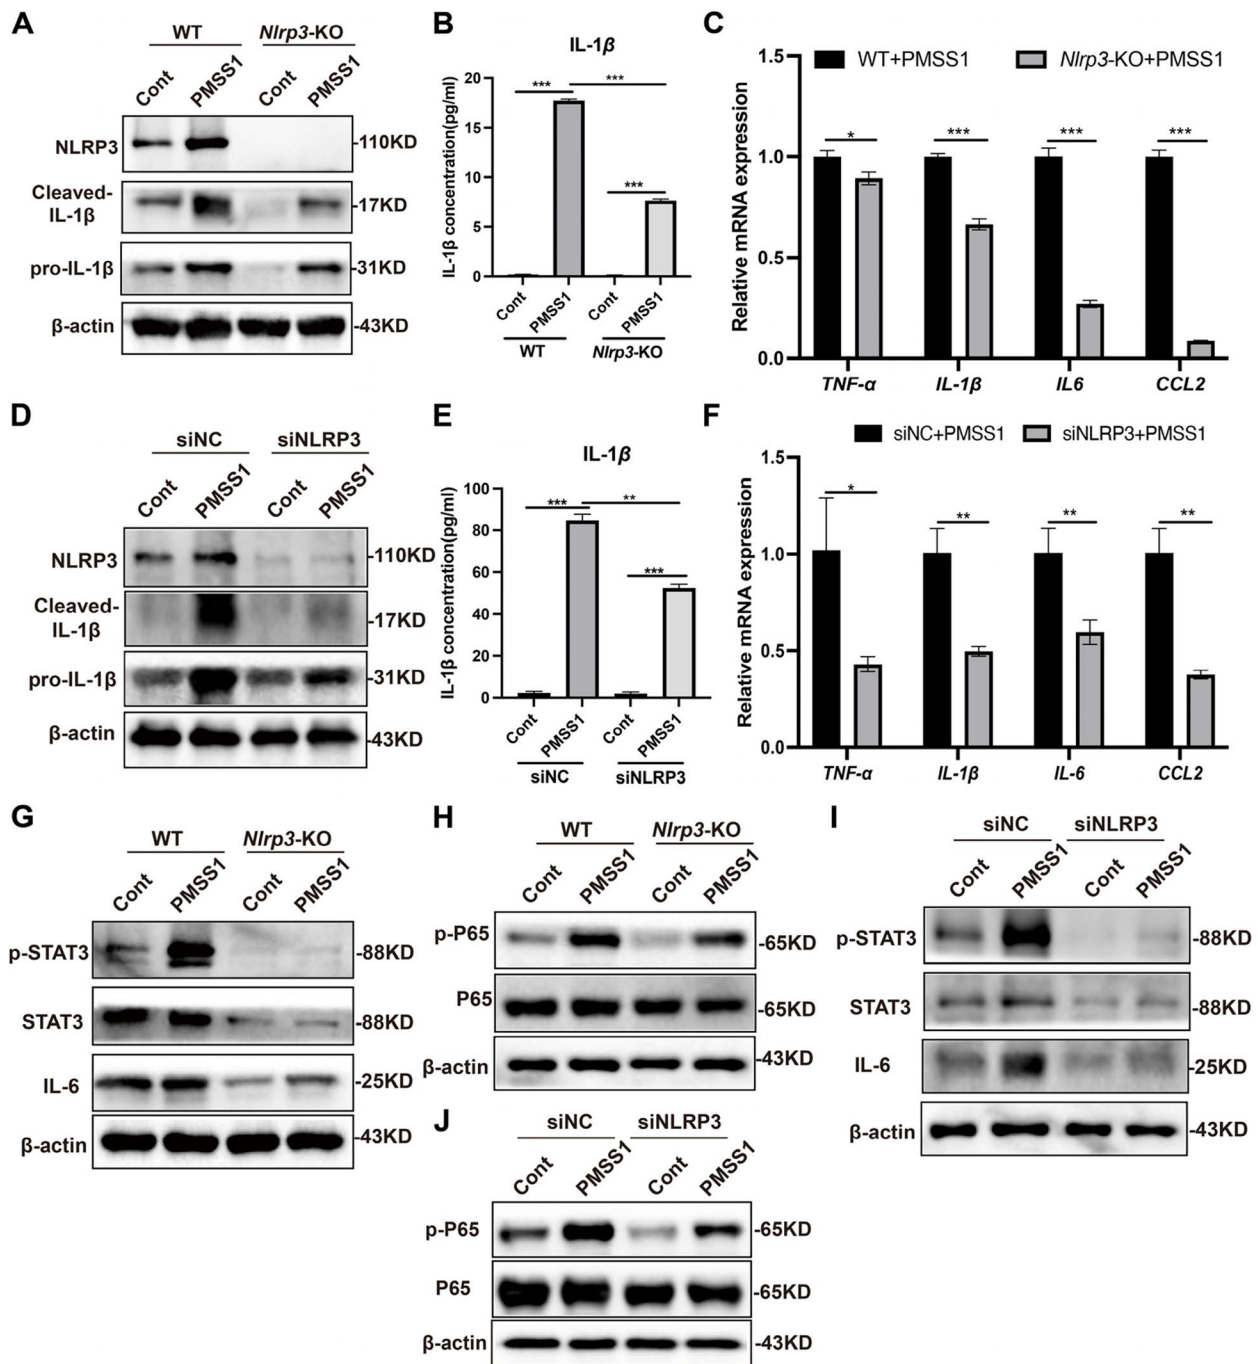 A
WT Nlrp3-KO
Cont PMSS1 Cont PMSS1
NLRP3 -110KD
Cleaved-
IL-1β -17KD
pro-IL-1β -31KD
β-actin -43KD
B
IL-1β
IL-1β concentration(pg/ml)
20
15
10
5
0
*** ***
***
Cont PMSS1 Cont PMSS1
WT Nlrp3-KO
C
WT+PMSS1 Nlrp3-KO+PMSS1
Relative mRNA expression
1.5
1.0
0.5
0.0
* *** *** ***
TNF-α IL-1β IL6 CCL2
D
siNC siNLRP3
Cont PMSS1 Cont PMSS1
NLRP3 -110KD
Cleaved-
IL-1β -17KD
pro-IL-1β -31KD
β-actin -43KD
E
IL-1β
IL-1β concentration(pg/ml)
100
80
60
40
20
0
*** **
***
Cont PMSS1 Cont PMSS1
siNC siNLRP3
F
siNC+PMSS1 siNLRP3+PMSS1
Relative mRNA expression
1.5
1.0
0.5
0.0
* ** ** **
TNF-α IL-1β IL-6 CCL2
G
WT Nlrp3-KO
Cont PMSS1 Cont PMSS1
p-STAT3 -88KD
STAT3 -88KD
IL-6 -25KD
β-actin -43KD
H
WT Nlrp3-KO
Cont PMSS1 Cont PMSS1
p-P65 -65KD
P65 -65KD
β-actin -43KD
I
siNC siNLRP3
Cont PMSS1 Cont PMSS1
p-STAT3 -88KD
STAT3 -88KD
IL-6 -25KD
β-actin -43KD
J
siNC siNLRP3
Cont PMSS1 Cont PMSS1
p-P65 -65KD
P65 -65KD
β-actin -43KD